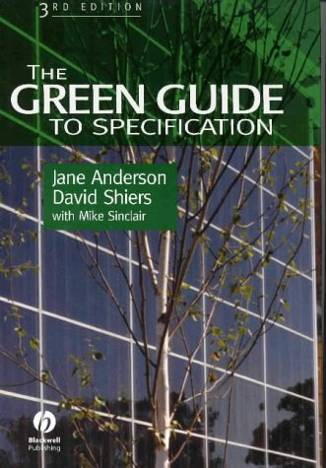 3RD EDITION
THE
GREEN GUIDE
TO SPECIFICATION
Jane Anderson
David Shiers
with Mike Sinclair
Blackwell
Publishing